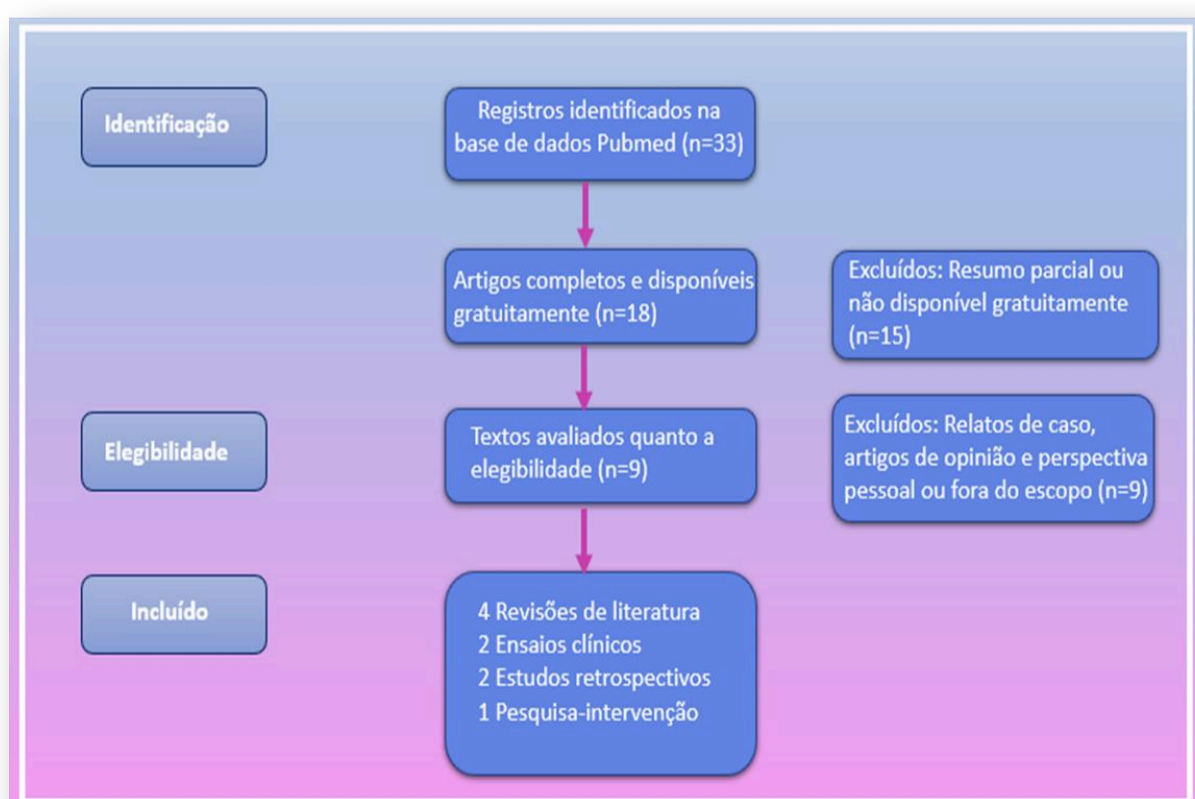 Identificação
Registros identificados na
base de dados Pubmed (n=33)
Artigos completos e disponíveis
gratuitamente (n=18)
Excluídos: Resumo parcial ou
não disponível gratuitamente
(n=15)
Elegibilidade
Textos avaliados quanto a
elegibilidade (n=9)
Excluídos: Relatos de caso,
artigos de opinião e perspectiva
pessoal ou fora do escopo (n=9)
Incluído
4 Revisões de literatura
2 Ensaios clínicos
2 Estudos retrospectivos
1 Pesquisa-intervenção